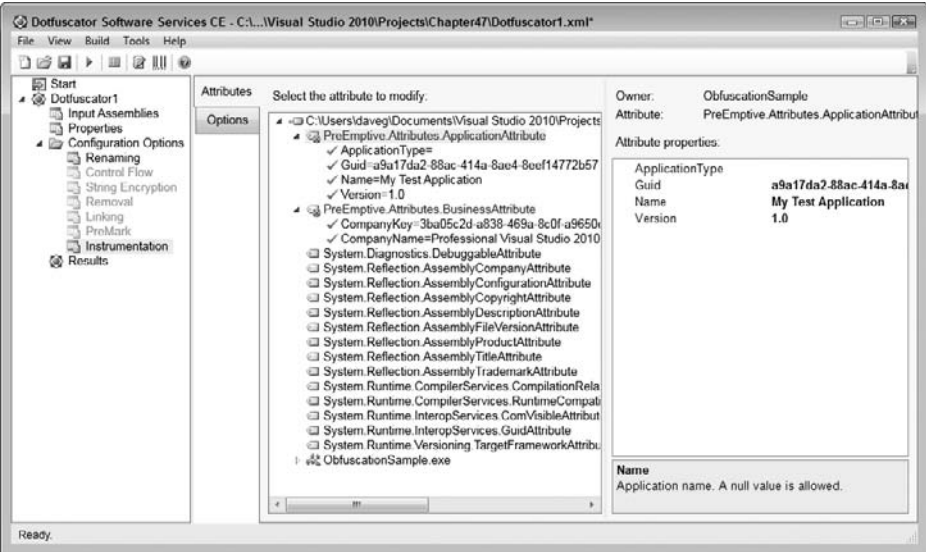 Dotfuscator Software Services CE - C:\...\Visual Studio 2010\Projects\Chapter47\Dotfuscator1.xml*
File View Build Tools Help
Start
Dotfuscator1
Input Assemblies
Properties
Configuration Options
Renaming
Control Flow
String Encryption
Removal
Linking
PreMark
Instrumentation
Results
Attributes
Options
Select the attribute to modify:
C:\Users\daveg\Documents\Visual Studio 2010\Projects
PreEmptive.Attributes.ApplicationAttribute
ApplicationType=
Guid=a9a17da2-88ac-414a-8ae4-8eef14772b57
Name=My Test Application
Version=1.0
PreEmptive.Attributes.BusinessAttribute
CompanyKey=3ba05c2d-a838-469a-8c0f-a9650
CompanyName=Professional Visual Studio 2010
System.Diagnostics.DebuggableAttribute
System.Reflection.AssemblyCompanyAttribute
System.Reflection.AssemblyConfigurationAttribute
System.Reflection.AssemblyCopyrightAttribute
System.Reflection.AssemblyDescriptionAttribute
System.Reflection.AssemblyFileVersionAttribute
System.Reflection.AssemblyProductAttribute
System.Reflection.AssemblyTitleAttribute
System.Reflection.AssemblyTrademarkAttribute
System.Runtime.CompilerServices.CompilationRela
System.Runtime.CompilerServices.RuntimeCompati
System.Runtime.InteropServices.ComVisibleAttribut
System.Runtime.InteropServices.GuidAttribute
System.Runtime.Versioning.TargetFrameworkAttribu
ObfuscationSample.exe
Owner: ObfuscationSample
Attribute: PreEmptive.Attributes.ApplicationAttribut
Attribute properties:
ApplicationType
Guid a9a17da2-88ac-414a-8ae
Name My Test Application
Version 1.0
Name
Application name. A null value is allowed.
Ready.